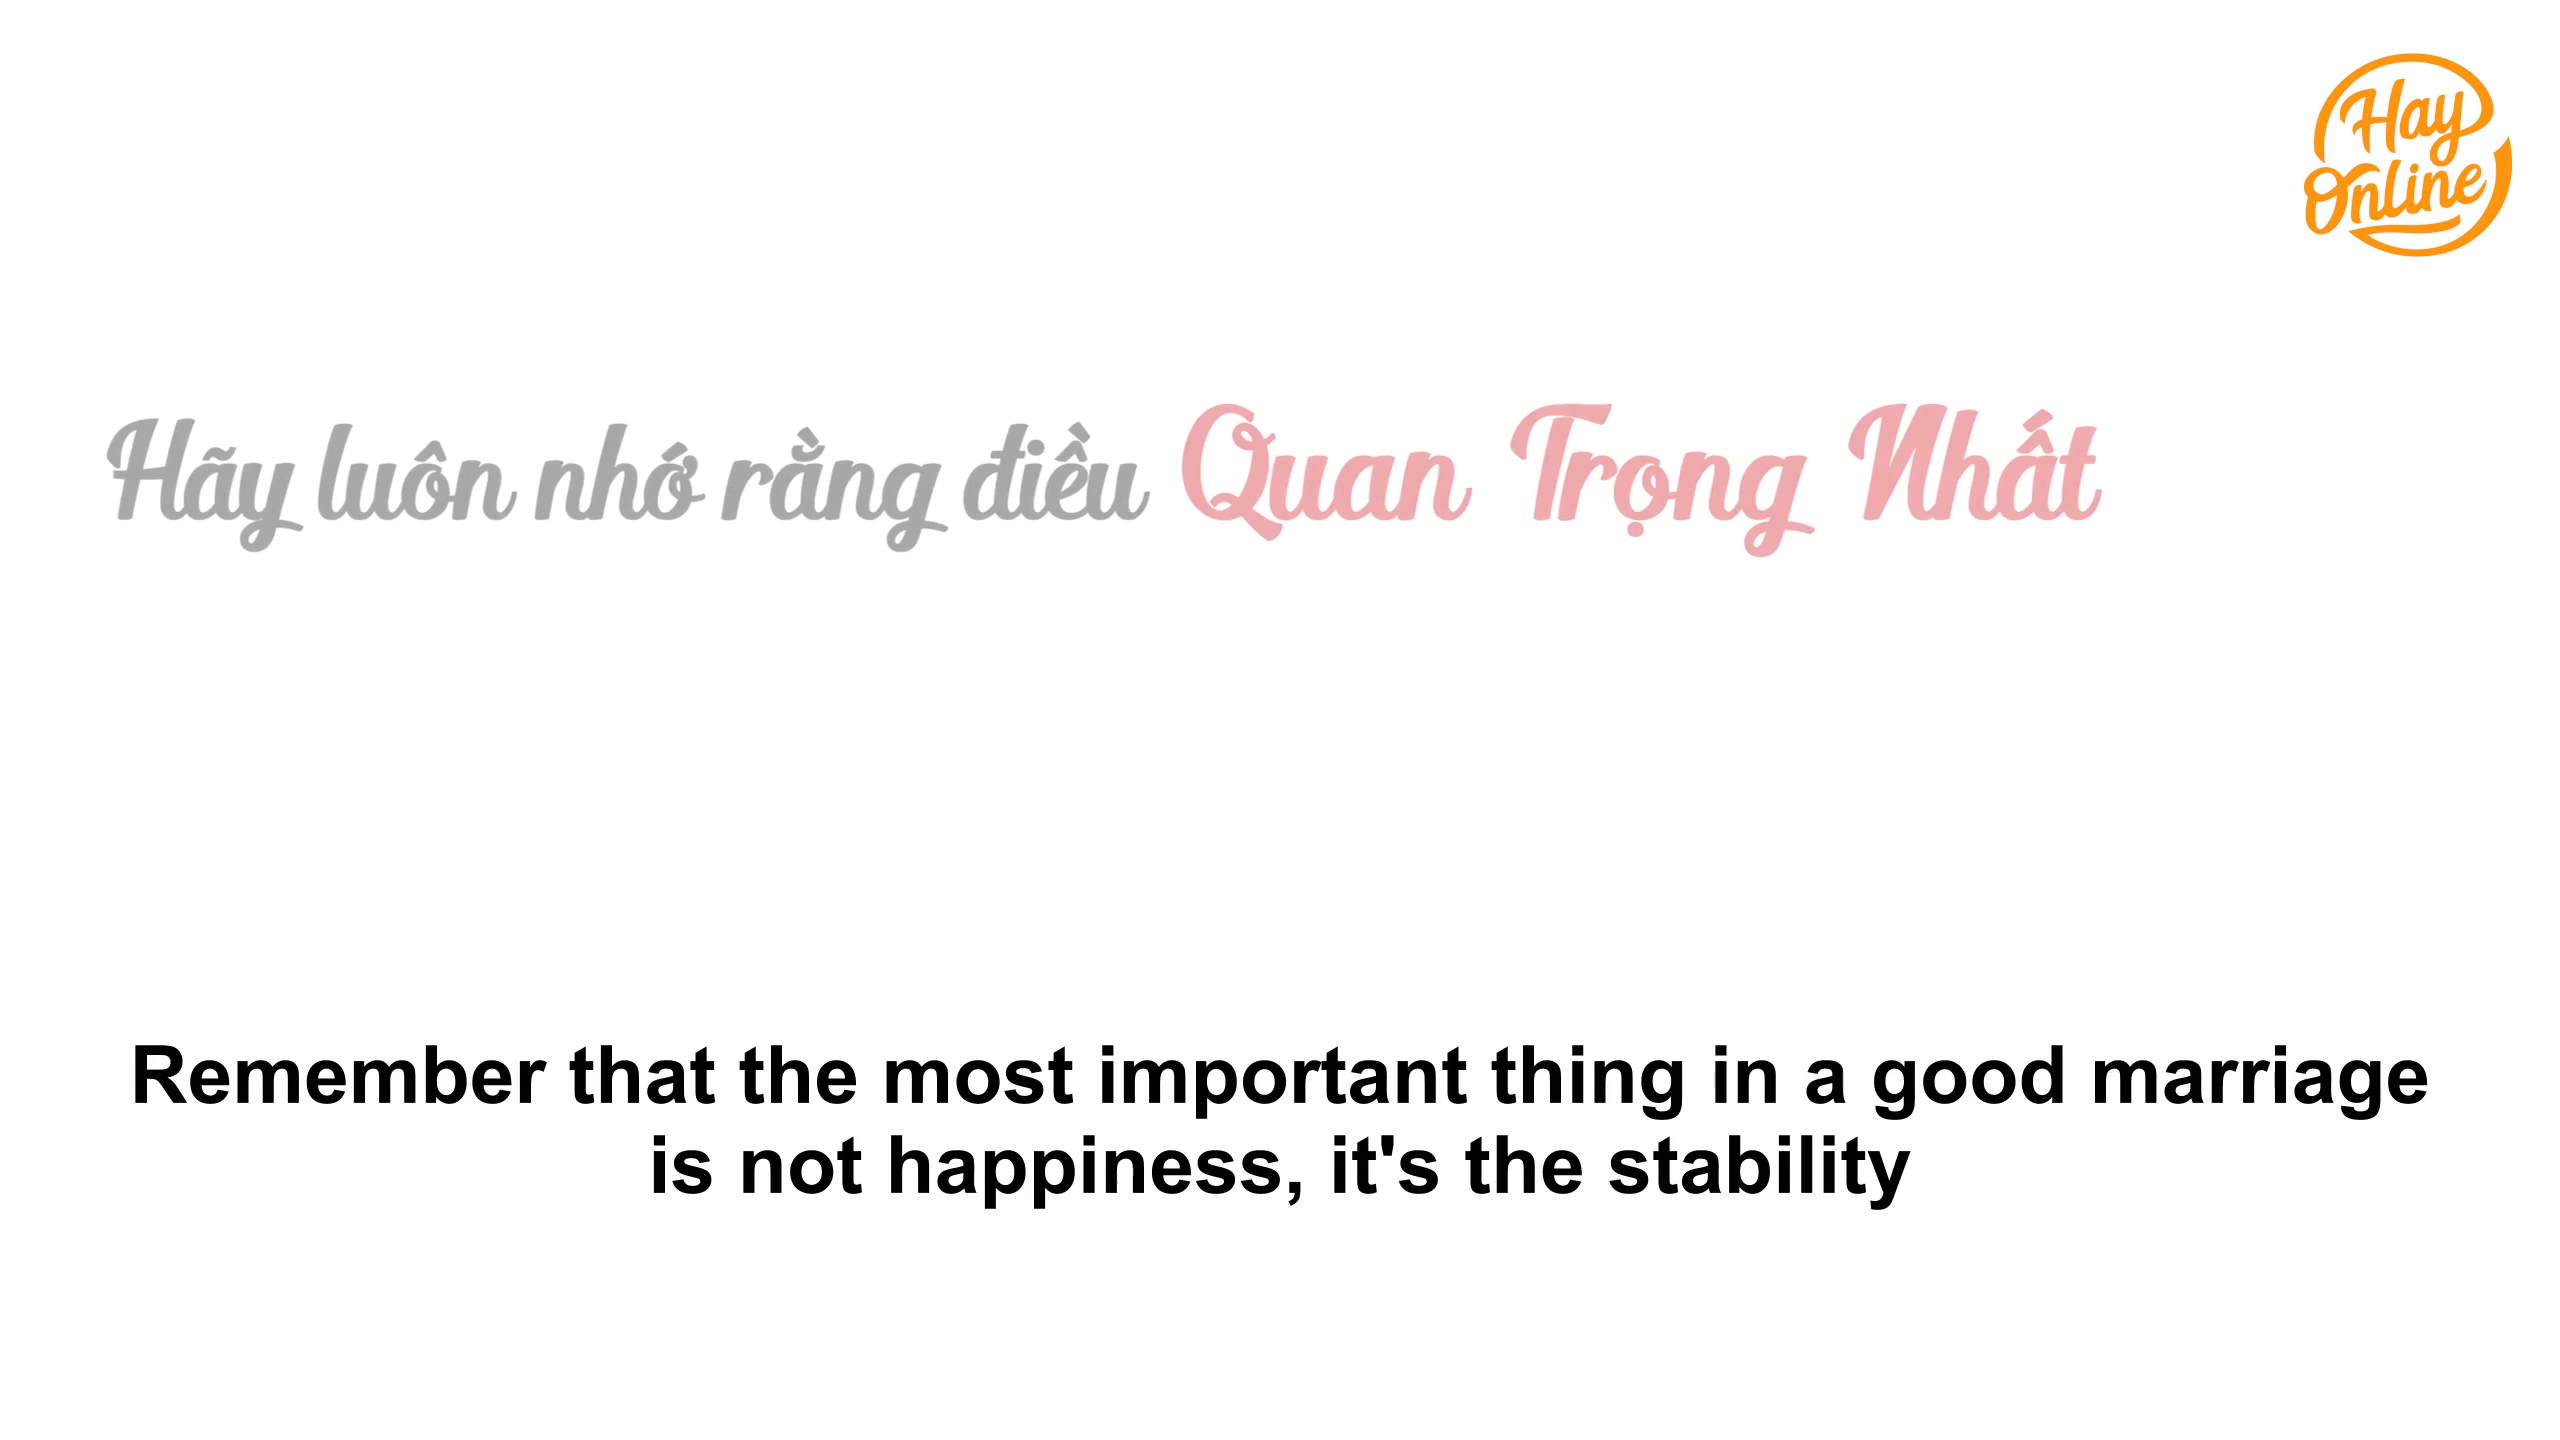 Hay
Online
Hãy luôn nhớ rằng điều Quan Trọng Nhất
Remember that the most important thing in a good marriage
is not happiness, it's the stability